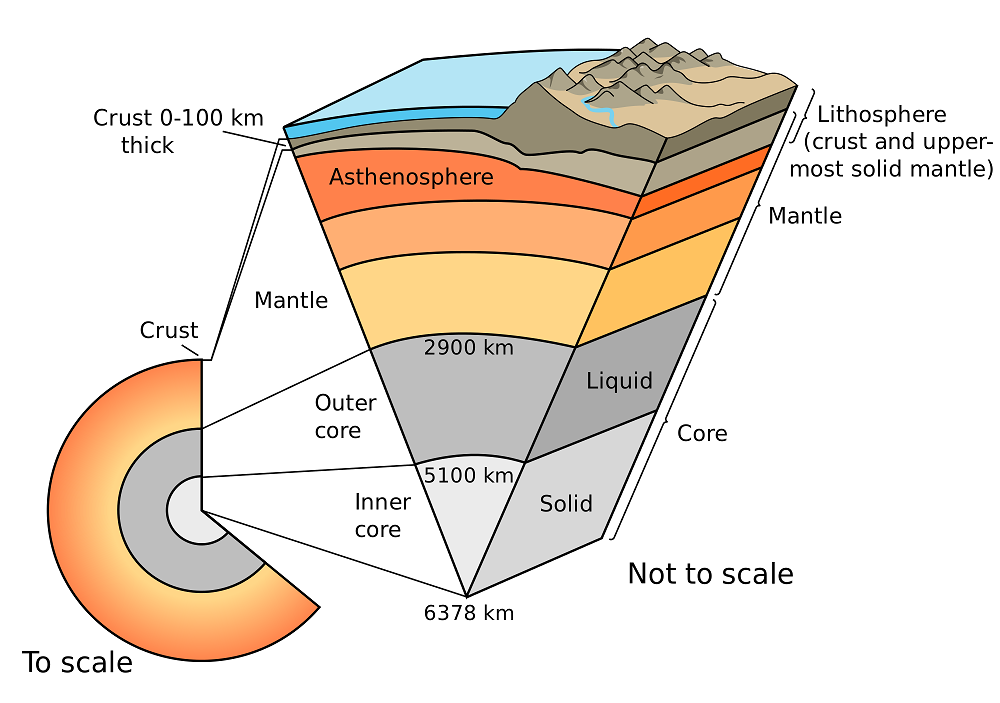 Crust 0-100 km
thick
Lithosphere
(crust and upper-
most solid mantle)
Asthenosphere
Mantle
Mantle
Crust
2900 km
Liquid
Outer
core
Core
5100 km
Inner
core
Solid
Not to scale
6378 km
To scale